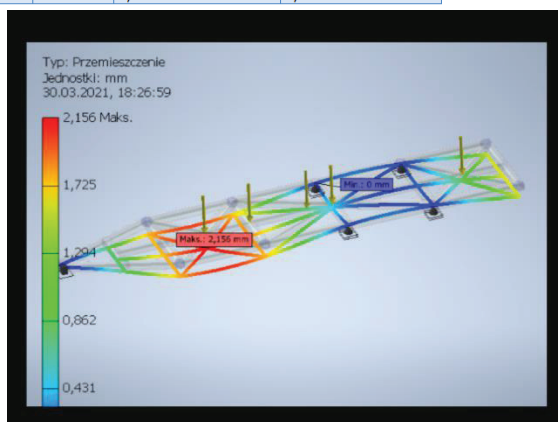 Typ: Przemieszczenie
Jednostki: mm
30.03.2021, 18:26:59
2,156 Maks.
1,725
1,294
0,862
0,431
Min.: 0 mm
Maks.: 2,156 mm